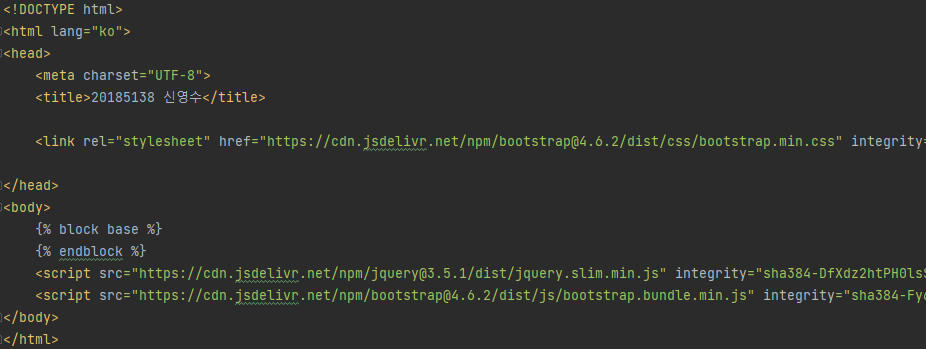 <!DOCTYPE html>
<html lang="ko">
<head>
    <meta charset="UTF-8">
    <title>20185138 신영수</title>
    <link rel="stylesheet" href="https://cdn.jsdelivr.net/npm/bootstrap@4.6.2/dist/css/bootstrap.min.css" integrity=
</head>
<body>
    {% block base %}
    {% endblock %}
    <script src="https://cdn.jsdelivr.net/npm/jquery@3.5.1/dist/jquery.slim.min.js" integrity="sha384-DfXdz2htPH0lsS
    <script src="https://cdn.jsdelivr.net/npm/bootstrap@4.6.2/dist/js/bootstrap.bundle.min.js" integrity="sha384-Fy
</body>
</html>